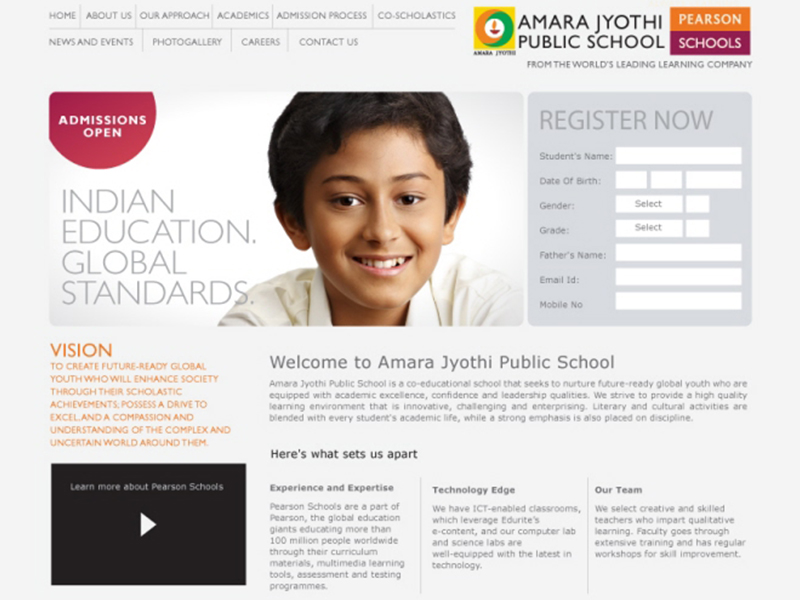 HOME ABOUT US OUR APPROACH ACADEMICS ADMISSION PROCESS CO-SCHOLASTICS
NEWS AND EVENTS PHOTOGALLERY CAREERS CONTACT US
AMARA JYOTHI
AMARA JYOTHI
PUBLIC SCHOOL
PEARSON
SCHOOLS
FROM THE WORLD'S LEADING LEARNING COMPANY
ADMISSIONS
OPEN
INDIAN
EDUCATION.
GLOBAL
STANDARDS.
REGISTER NOW
Student's Name:
Date Of Birth:
Gender: Select
Grade: Select
Father's Name:
Email Id:
Mobile No
VISION
TO CREATE FUTURE-READY GLOBAL
YOUTH WHO WILL ENHANCE SOCIETY
THROUGH THEIR SCHOLASTIC
ACHIEVEMENTS, POSSESS A DRIVE TO
EXCEL, AND A COMPASSION AND
UNDERSTANDING OF THE COMPLEX AND
UNCERTAIN WORLD AROUND THEM.
Learn more about Pearson Schools
Welcome to Amara Jyothi Public School
Amara Jyothi Public School is a co-educational school that seeks to nurture future-ready global youth who are
equipped with academic excellence, confidence and leadership qualities. We strive to provide a high quality
learning environment that is innovative, challenging and enterprising. Literary and cultural activities are
blended with every student's academic life, while a strong emphasis is also placed on discipline.
Here's what sets us apart
Experience and Expertise
Pearson Schools are a part of
Pearson, the global education
giants educating more than
100 million people worldwide
through their curriculum
materials, multimedia learning
tools, assessment and testing
programmes.
Technology Edge
We have ICT-enabled classrooms,
which leverage Edurite's
e-content, and our computer lab
and science labs are
well-equipped with the latest in
technology.
Our Team
We select creative and skilled
teachers who impart qualitative
learning. Faculty goes through
extensive training and has regular
workshops for skill improvement.